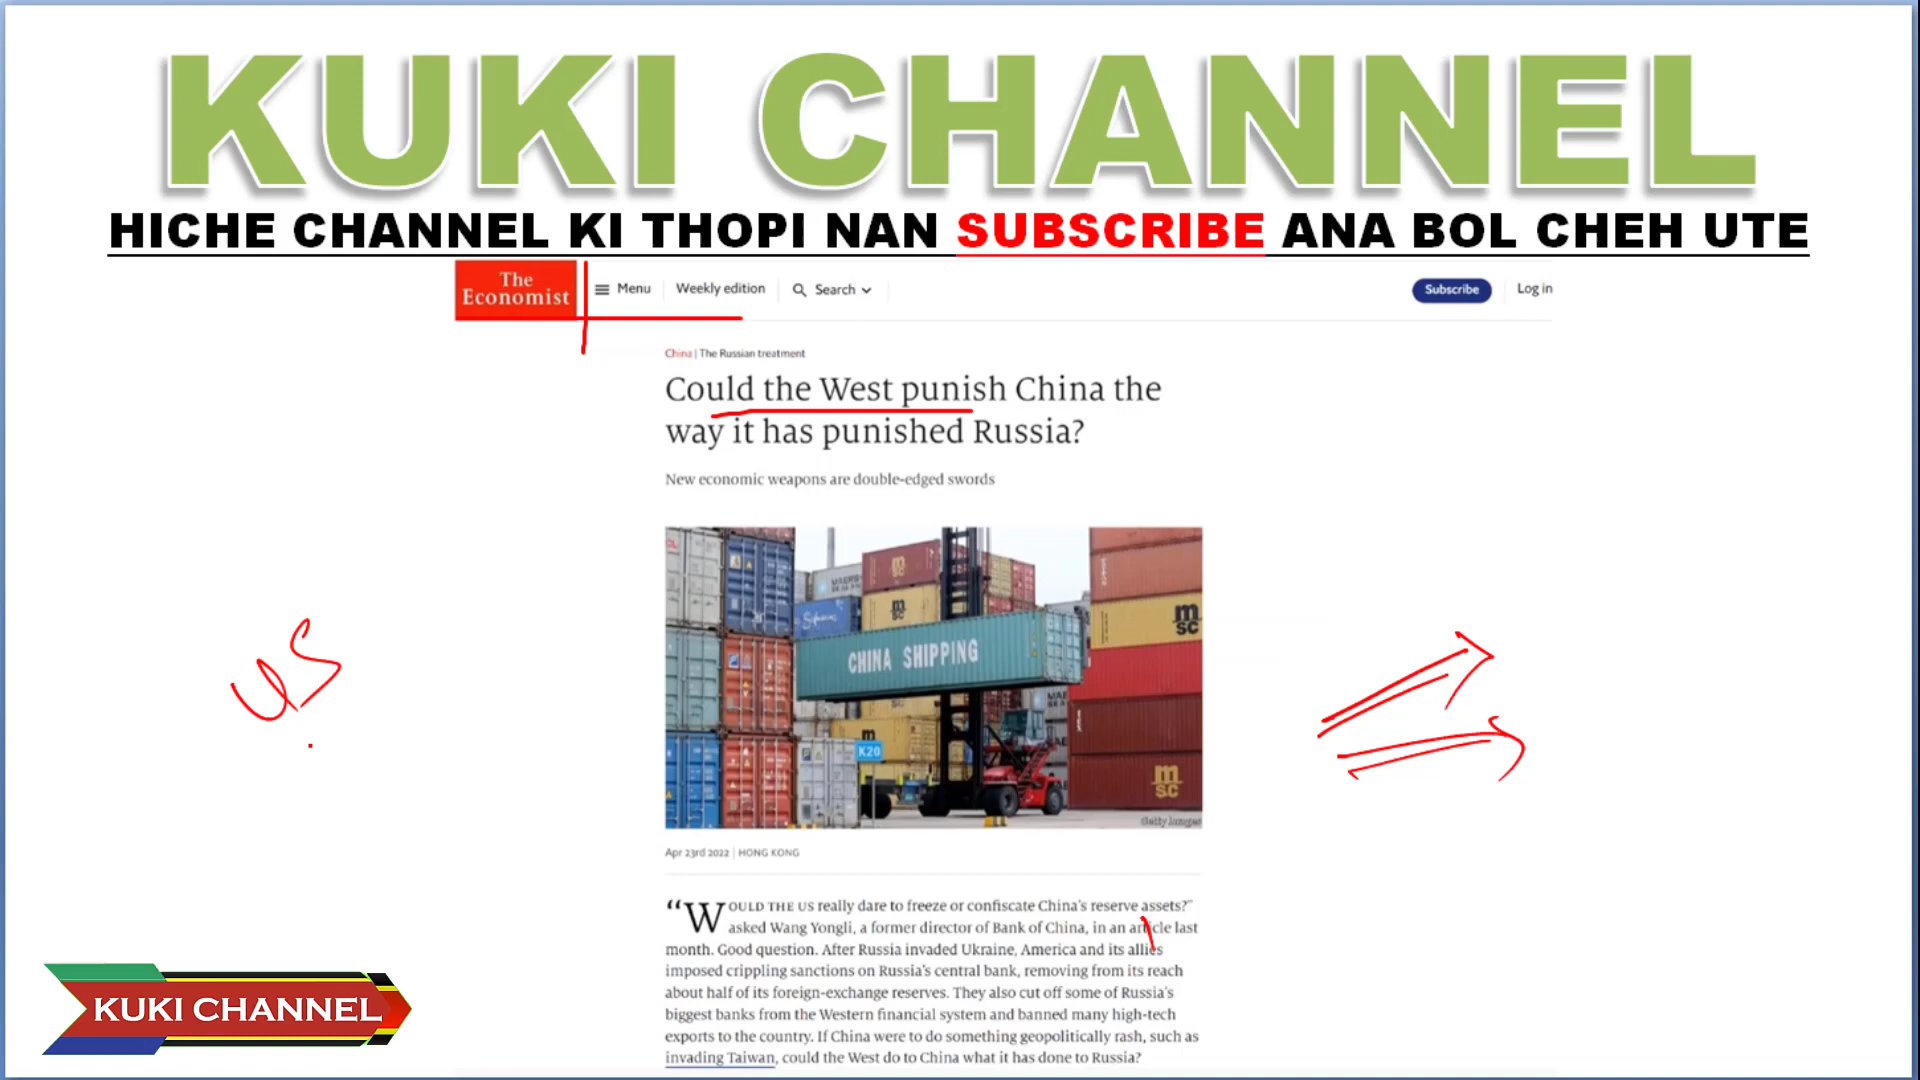 KUKI CHANNEL
HICHE CHANNEL KI THOPI NAN SUBSCRIBE ANA BOL CHEH UTE
The
Economist
Menu
Weekly edition
Search
Subscribe
Log in
China | The Russian treatment
Could the West punish China the
way it has punished Russia?
New economic weapons are double-edged swords
CHINA SHIPPING
K20
m
sc
m
sc
Getty Images
US
Apr 23rd 2022 | HONG KONG
“WOULD THE US really dare to freeze or confiscate China’s reserve assets?”
asked Wang Yongli, a former director of Bank of China, in an article last
month. Good question. After Russia invaded Ukraine, America and its allies
imposed crippling sanctions on Russia’s central bank, removing from its reach
about half of its foreign-exchange reserves. They also cut off some of Russia’s
biggest banks from the Western financial system and banned many high-tech
exports to the country. If China were to do something geopolitically rash, such as
invading Taiwan, could the West do to China what it has done to Russia?
KUKI CHANNEL